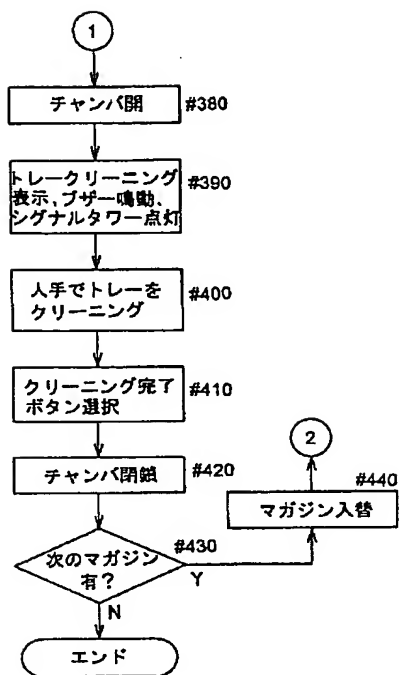 1
チャンバ開 #380
トレークリーニング
表示,ブザー鳴動、 #390
シグナルタワー点灯
人手でトレーを #400
クリーニング
クリーニング完了 #410
ボタン選択
チャンバ閉鎖 #420
2
マガジン入替 #440
次のマガジン #430
有?
Y
N
エンド